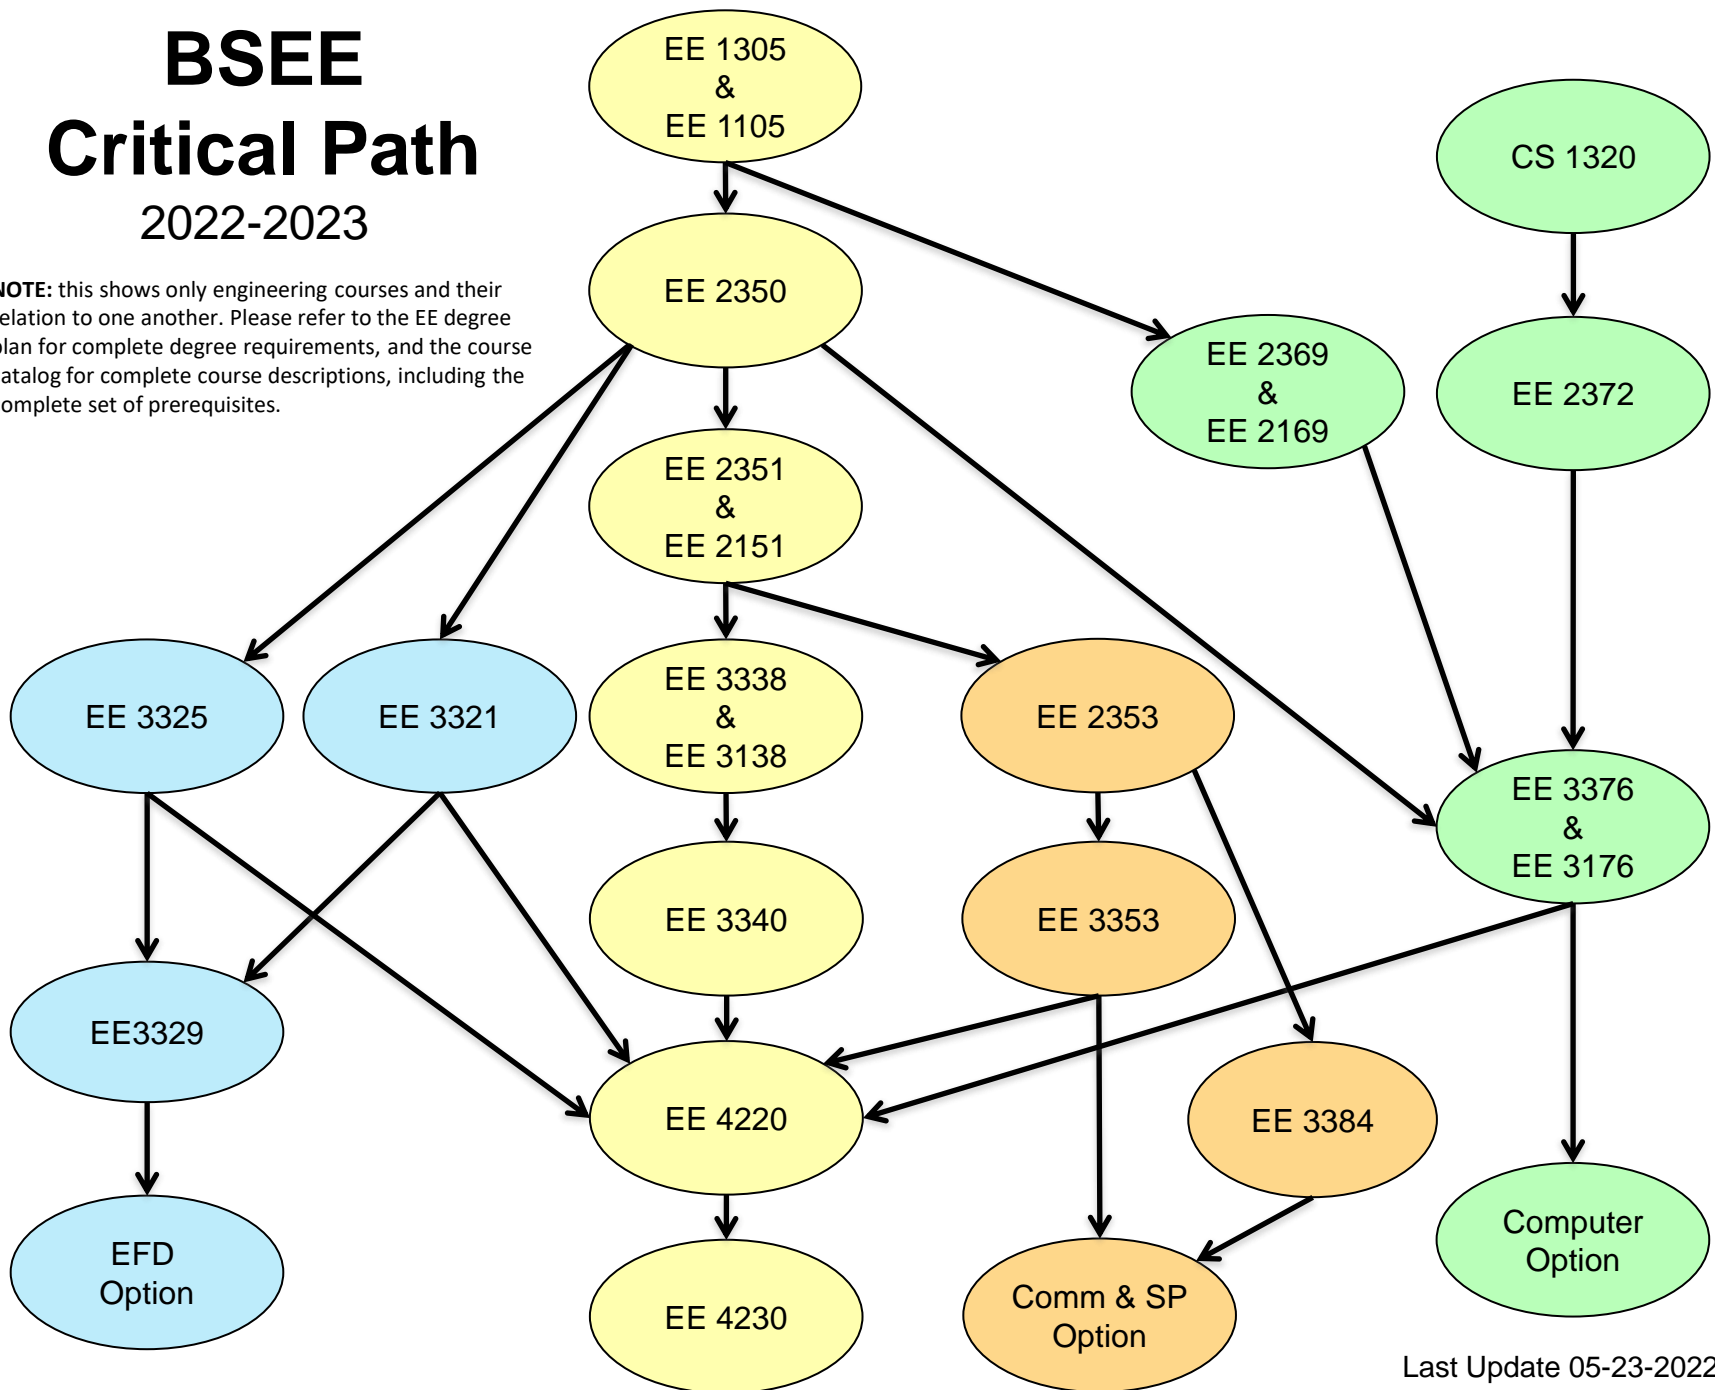 BSEE
Critical Path
2022-2023
NOTE: this shows only engineering courses and their
elation to one another. Please refer to the EE degree
plan for complete degree requirements, and the course
atalog for complete course descriptions, including the
omplete set of prerequisites.
EE 1305
&
EE 1105
CS 1320
EE 2350
EE 2369
&
EE 2169
EE 2372
EE 2351
&
EE 2151
EE 3325
EE 3321
EE 3338
&
EE 3138
EE 2353
EE 3376
&
EE 3176
EE 3340
EE 3353
EE3329
EE 4220
EE 3384
EFD
Option
EE 4230
Comm & SP
Option
Computer
Option
Last Update 05-23-2022